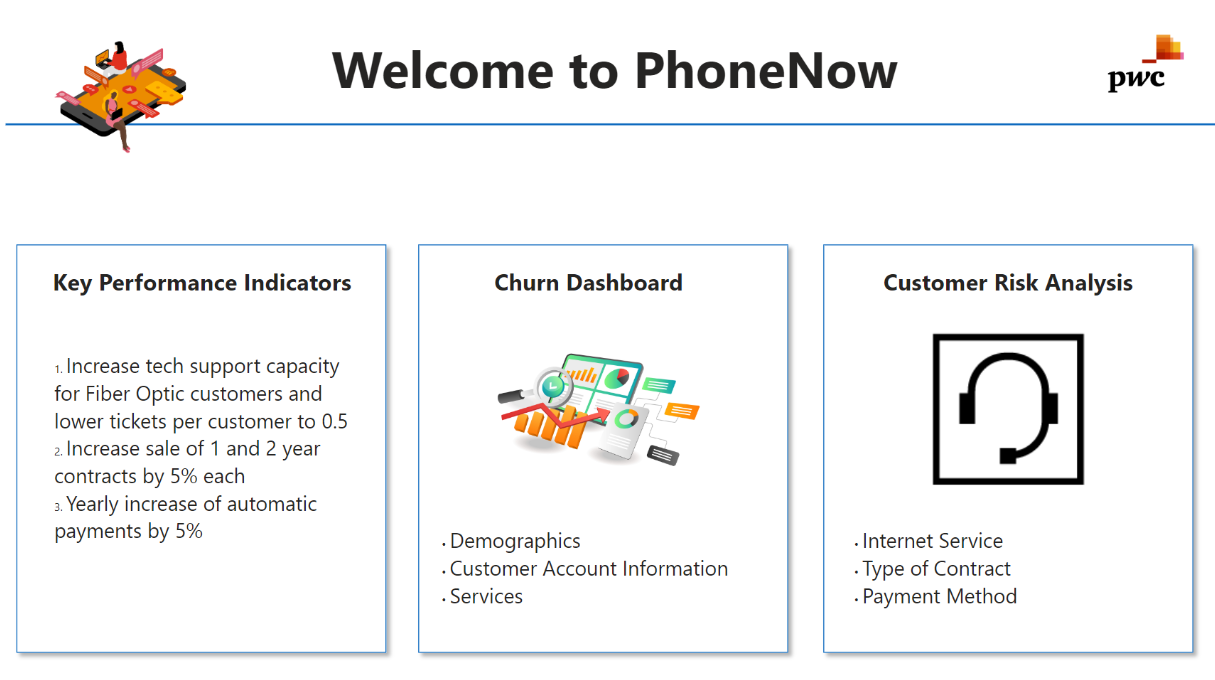 Welcome to PhoneNow
pwc
Key Performance Indicators
1. Increase tech support capacity
for Fiber Optic customers and
lower tickets per customer to 0.5
2. Increase sale of 1 and 2 year
contracts by 5% each
3. Yearly increase of automatic
payments by 5%
Churn Dashboard
• Demographics
• Customer Account Information
• Services
Customer Risk Analysis
• Internet Service
• Type of Contract
• Payment Method